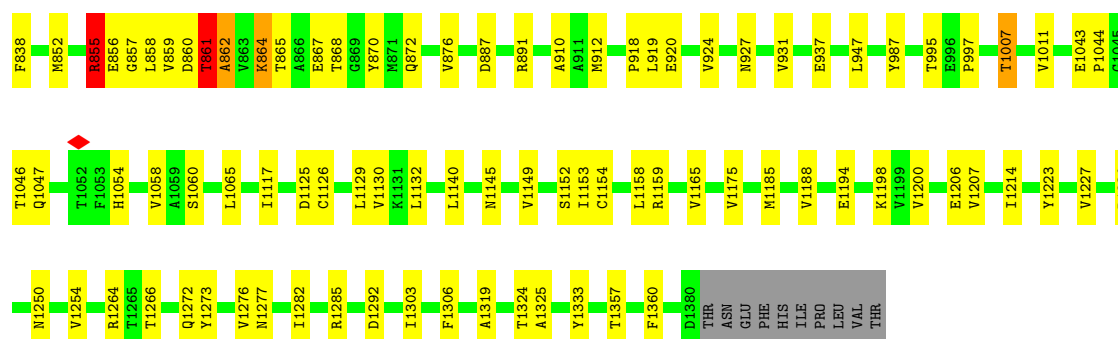 F838 M852 R855 E856 G857 L858 V859 D860 T861 A862 V863 K864 T865 A866 E867 T868 G869 Y870 M871 Q872 V876 D887 R891 A910 A911 M912 P918 L919 E920 V924 N927 V931 E937 L947 Y987 T995 E996 P997 T1007 V1011 E1043 P1044 G1045
T1046 Q1047 T1052 F1053 H1054 V1058 A1059 S1060 L1065 I1117 D1125 C1126 L1129 V1130 K1131 L1132 L1140 N1145 V1149 S1152 I1153 C1154 L1158 R1159 V1165 V1175 M1185 V1188 E1194 K1198 V1199 V1200 E1206 V1207 I1214 Y1223 V1227
N1250 V1254 R1264 T1265 T1266 Q1272 Y1273 V1276 N1277 I1282 R1285 D1292 I1303 F1306 A1319 T1324 A1325 Y1333 T1357 F1360 D1380 THR ASN GLU PHE HIS ILE PRO LEU VAL THR